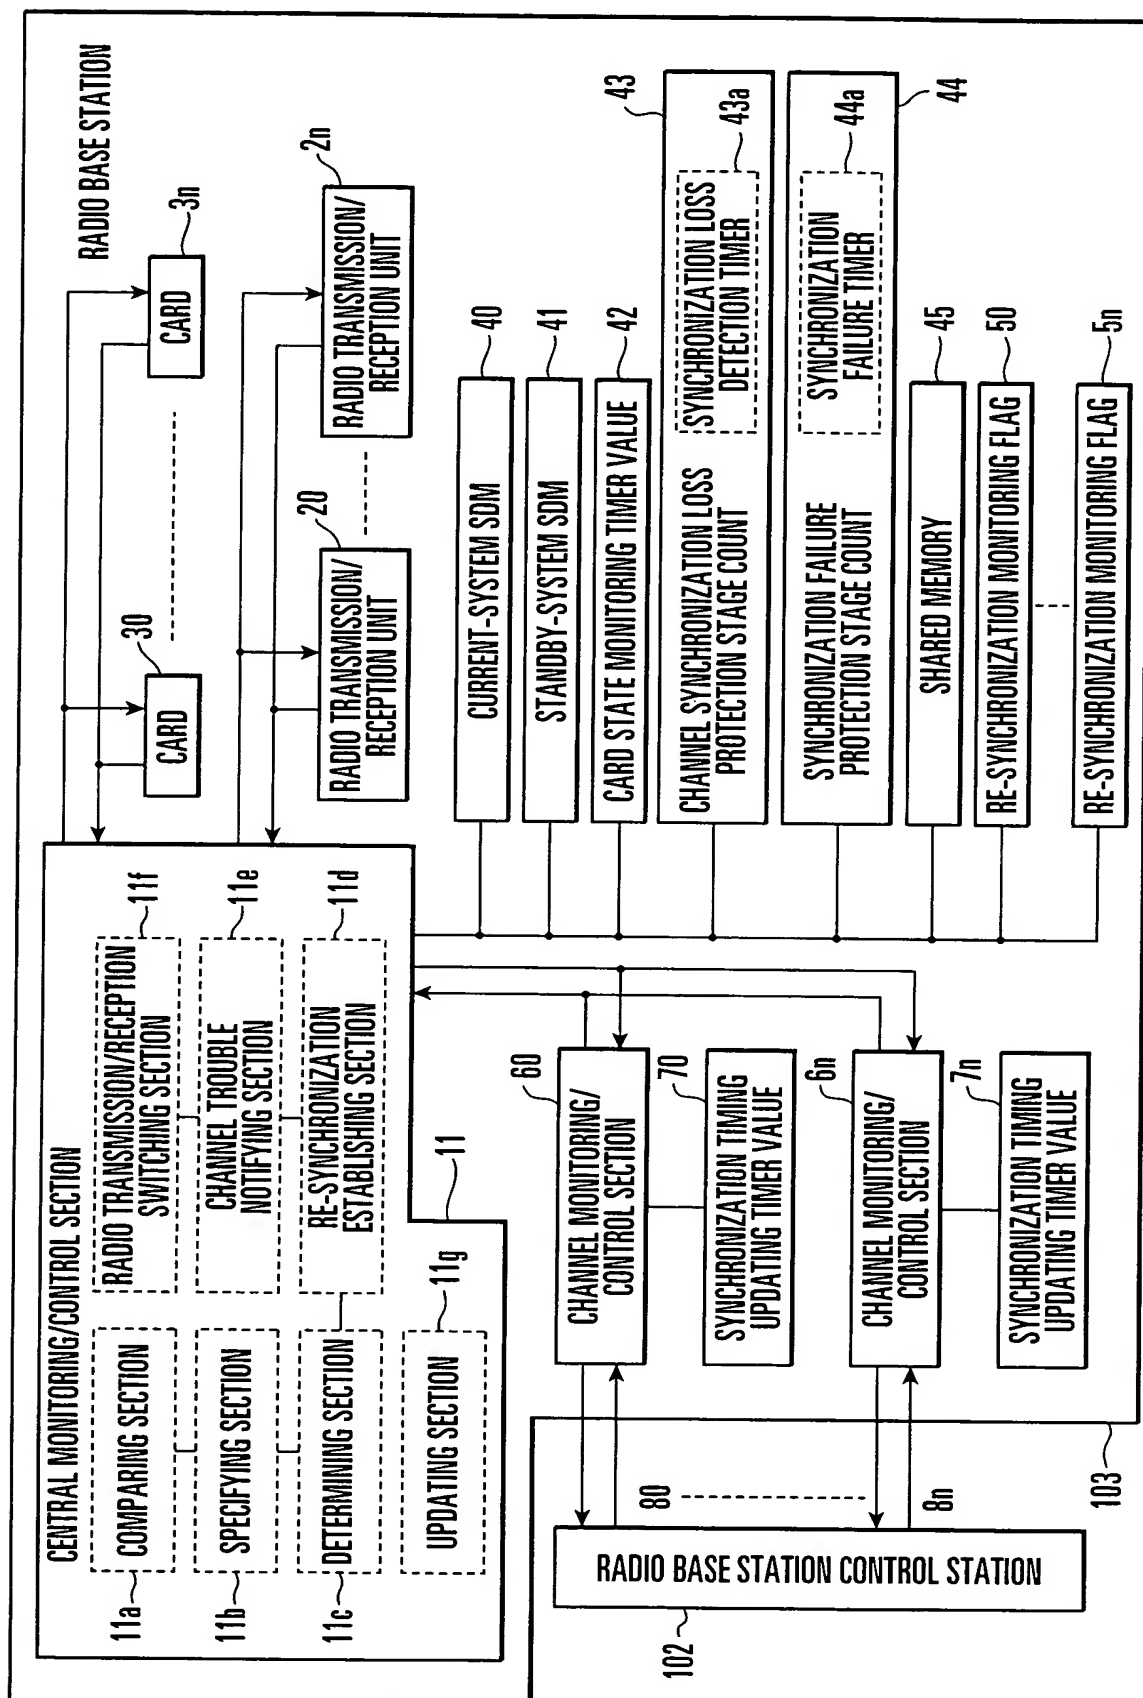 RADIO BASE STATION
CENTRAL MONITORING/CONTROL SECTION
11a
COMPARING SECTION
11b
SPECIFYING SECTION
11c
DETERMINING SECTION
UPDATING SECTION
11g
11
RADIO TRANSMISSION/RECEPTION
SWITCHING SECTION
11f
CHANNEL TROUBLE
NOTIFYING SECTION
11e
RE-SYNCHRONIZATION
ESTABLISHING SECTION
11d
30
CARD
3n
CARD
20
RADIO TRANSMISSION/
RECEPTION UNIT
2n
RADIO TRANSMISSION/
RECEPTION UNIT
CURRENT-SYSTEM SDM
40
STANDBY-SYSTEM SDM
41
CARD STATE MONITORING TIMER VALUE
42
CHANNEL SYNCHRONIZATION LOSS
PROTECTION STAGE COUNT
SYNCHRONIZATION LOSS
DETECTION TIMER
43a
43
SYNCHRONIZATION FAILURE
PROTECTION STAGE COUNT
SYNCHRONIZATION
FAILURE TIMER
44a
44
SHARED MEMORY
45
RE-SYNCHRONIZATION MONITORING FLAG
50
RE-SYNCHRONIZATION MONITORING FLAG
5n
CHANNEL MONITORING/
CONTROL SECTION
60
SYNCHRONIZATION TIMING
UPDATING TIMER VALUE
70
CHANNEL MONITORING/
CONTROL SECTION
6n
SYNCHRONIZATION TIMING
UPDATING TIMER VALUE
7n
80
8n
RADIO BASE STATION CONTROL STATION
102
103